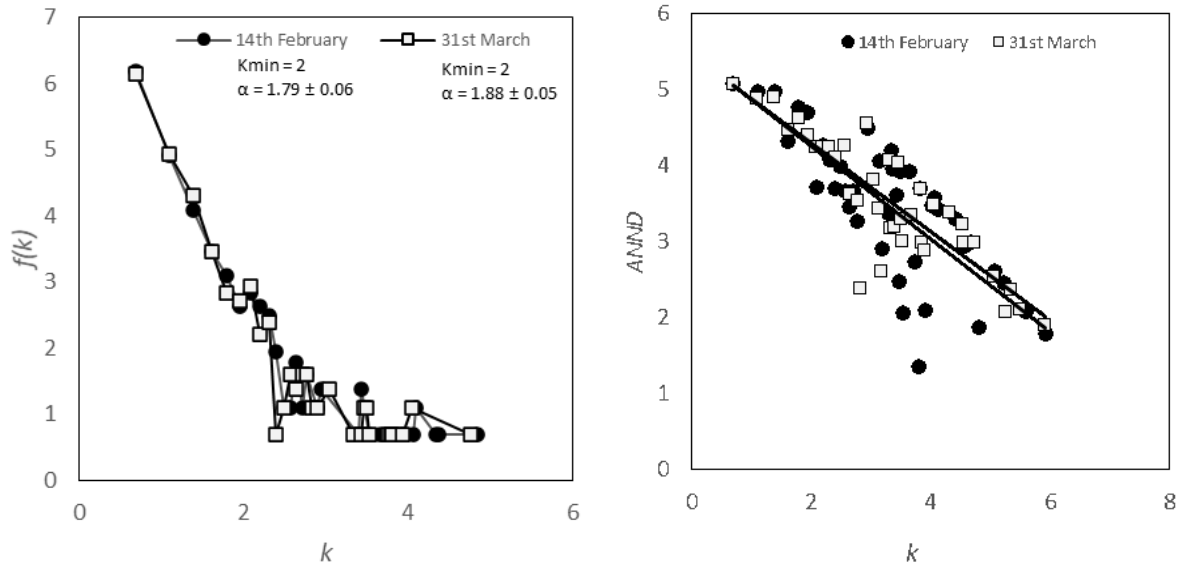 7
6
5
4
3
2
1
0
f(k)
14th February
31st March
Kmin = 2
α = 1.79 ± 0.06
Kmin = 2
α = 1.88 ± 0.05
0 2 4 6
k
6
5
4
3
2
1
0
ANND
14th February
31st March
0 2 4 6 8
k